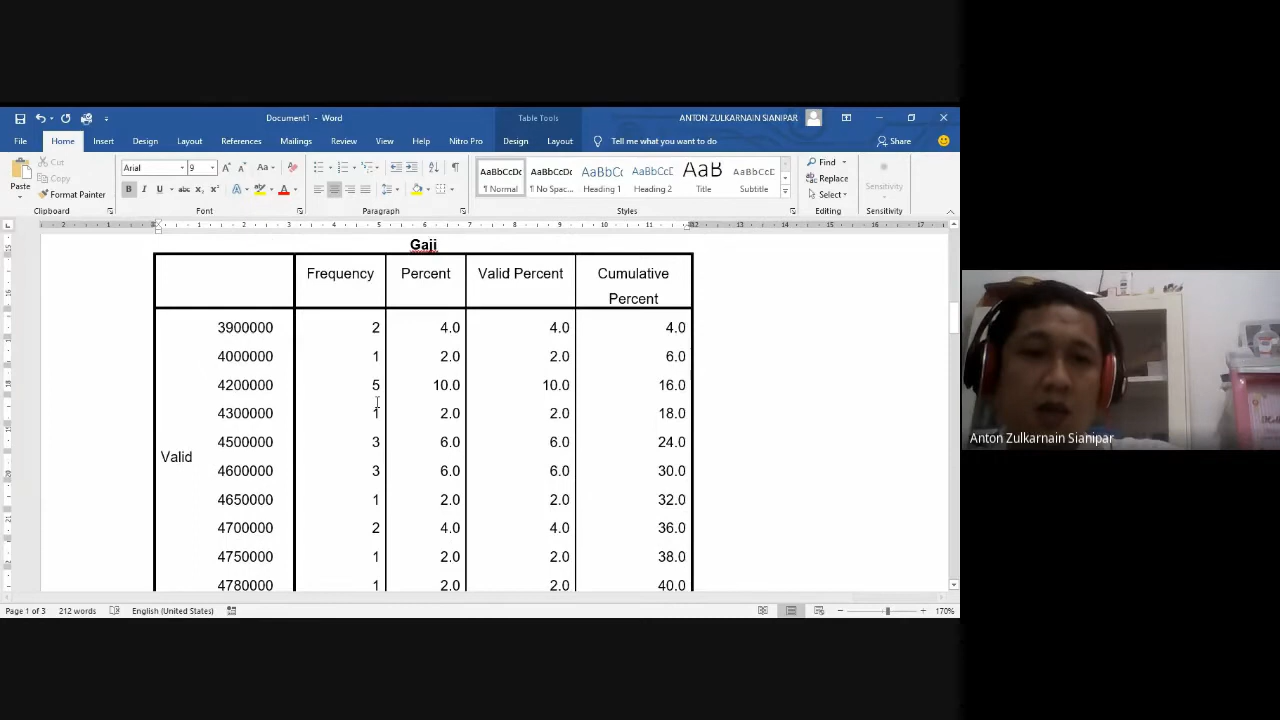 Document1 - Word
Table Tools
ANTON ZULKARNAIN SIANIPAR
File Home Insert Design Layout References Mailings Review View Help Nitro Pro Design Layout Tell me what you want to do Share
Paste
Cut
Copy
Format Painter
Clipboard
Arial 9
Font
Paragraph
AaBbCcDc AaBbCcDc AaBbCc AaBbCcD AaB AaBbCcD
¶ Normal ¶ No Spac... Heading 1 Heading 2 Title Subtitle
Styles
Find
Replace
Select
Editing
Sensitivity
Sensitivity
Gaji
Frequency Percent Valid Percent Cumulative Percent
Valid
3900000 2 4.0 4.0 4.0
4000000 1 2.0 2.0 6.0
4200000 5 10.0 10.0 16.0
4300000 1 2.0 2.0 18.0
4500000 3 6.0 6.0 24.0
4600000 3 6.0 6.0 30.0
4650000 1 2.0 2.0 32.0
4700000 2 4.0 4.0 36.0
4750000 1 2.0 2.0 38.0
4780000 1 2.0 2.0 40.0
Page 1 of 3 212 words English (United States) 170%
Anton Zulkarnain Sianipar